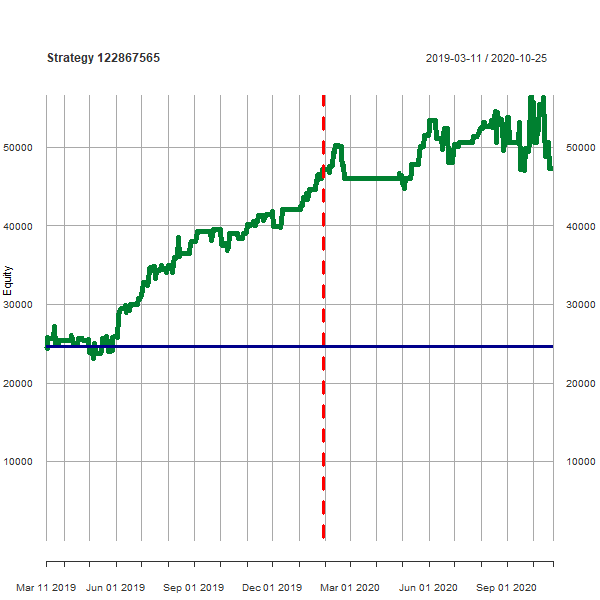 Strategy 122867565
2019-03-11 / 2020-10-25
50000
50000
40000
40000
Equity
30000
30000
20000
20000
10000
10000
Mar 11 2019
Jun 01 2019
Sep 01 2019
Dec 01 2019
Mar 01 2020
Jun 01 2020
Sep 01 2020